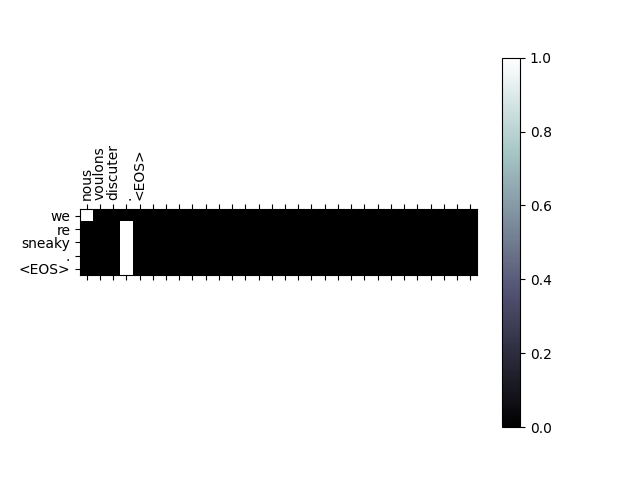 nous
voulons
discuter
.
<EOS>
we
re
sneaky
.
<EOS>
1.0
0.8
0.6
0.4
0.2
0.0